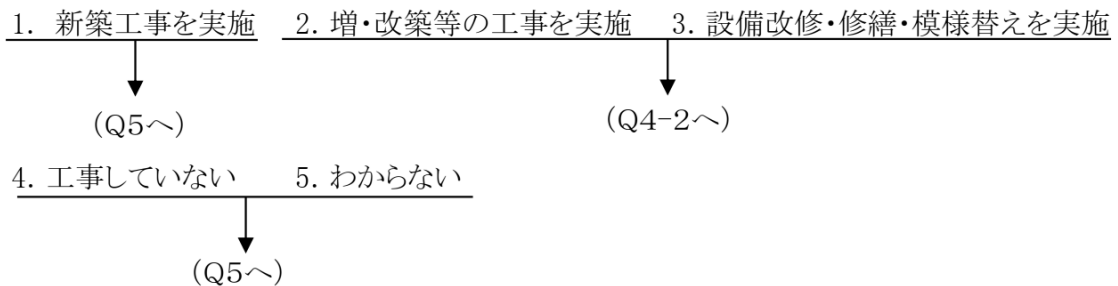 1. 新築工事を実施　2. 増・改築等の工事を実施　3. 設備改修・修繕・模様替えを実施
(Q5へ)　(Q4-2へ)
4. 工事していない　5. わからない
(Q5へ)